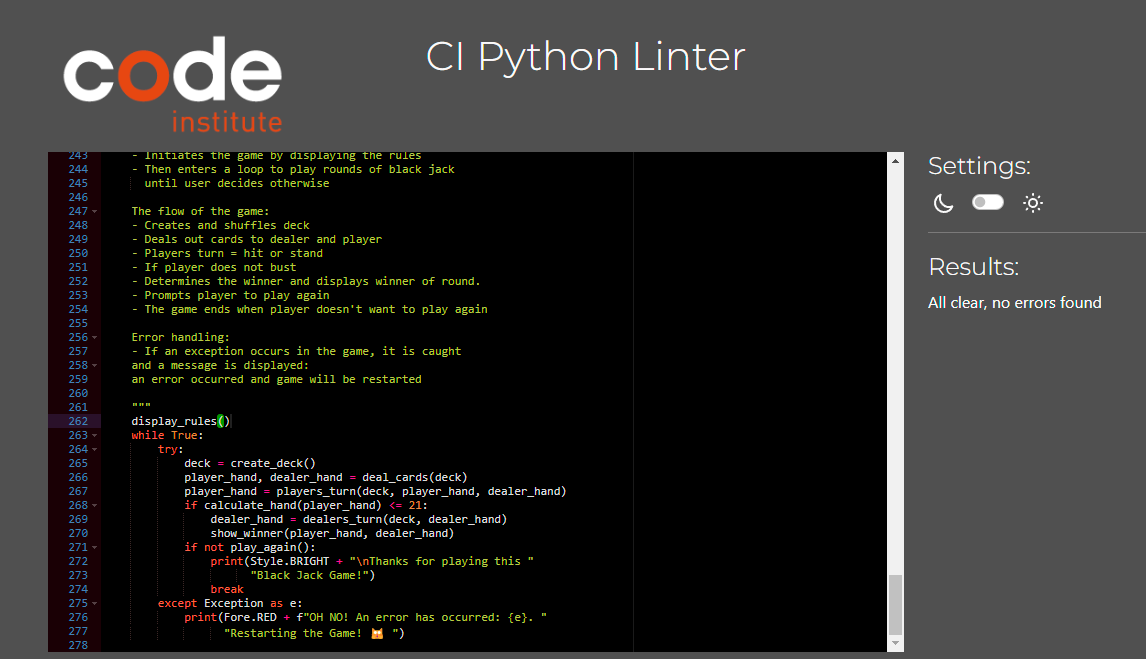 code
institute
CI Python Linter
243 - Initiates the game by displaying the rules
244 - Then enters a loop to play rounds of black jack
245 until user decides otherwise
246
247 The flow of the game:
248 - Creates and shuffles deck
249 - Deals out cards to dealer and player
250 - Players turn = hit or stand
251 - If player does not bust
252 - Determines the winner and displays winner of round.
253 - Prompts player to play again
254 - The game ends when player doesn't want to play again
255
256 Error handling:
257 - If an exception occurs in the game, it is caught
258 and a message is displayed:
259 an error occurred and game will be restarted
260
261 """
262 display_rules()
263 while True:
264 try:
265 deck = create_deck()
266 player_hand, dealer_hand = deal_cards(deck)
267 player_hand = players_turn(deck, player_hand, dealer_hand)
268 if calculate_hand(player_hand) <= 21:
269 dealer_hand = dealers_turn(deck, dealer_hand)
270 show_winner(player_hand, dealer_hand)
271 if not play_again():
272 print(Style.BRIGHT + "\nThanks for playing this "
273 "Black Jack Game!")
274 break
275 except Exception as e:
276 print(Fore.RED + f"OH NO! An error has occurred: {e}. "
277 "Restarting the Game! ")
278
Settings:
Results:
All clear, no errors found